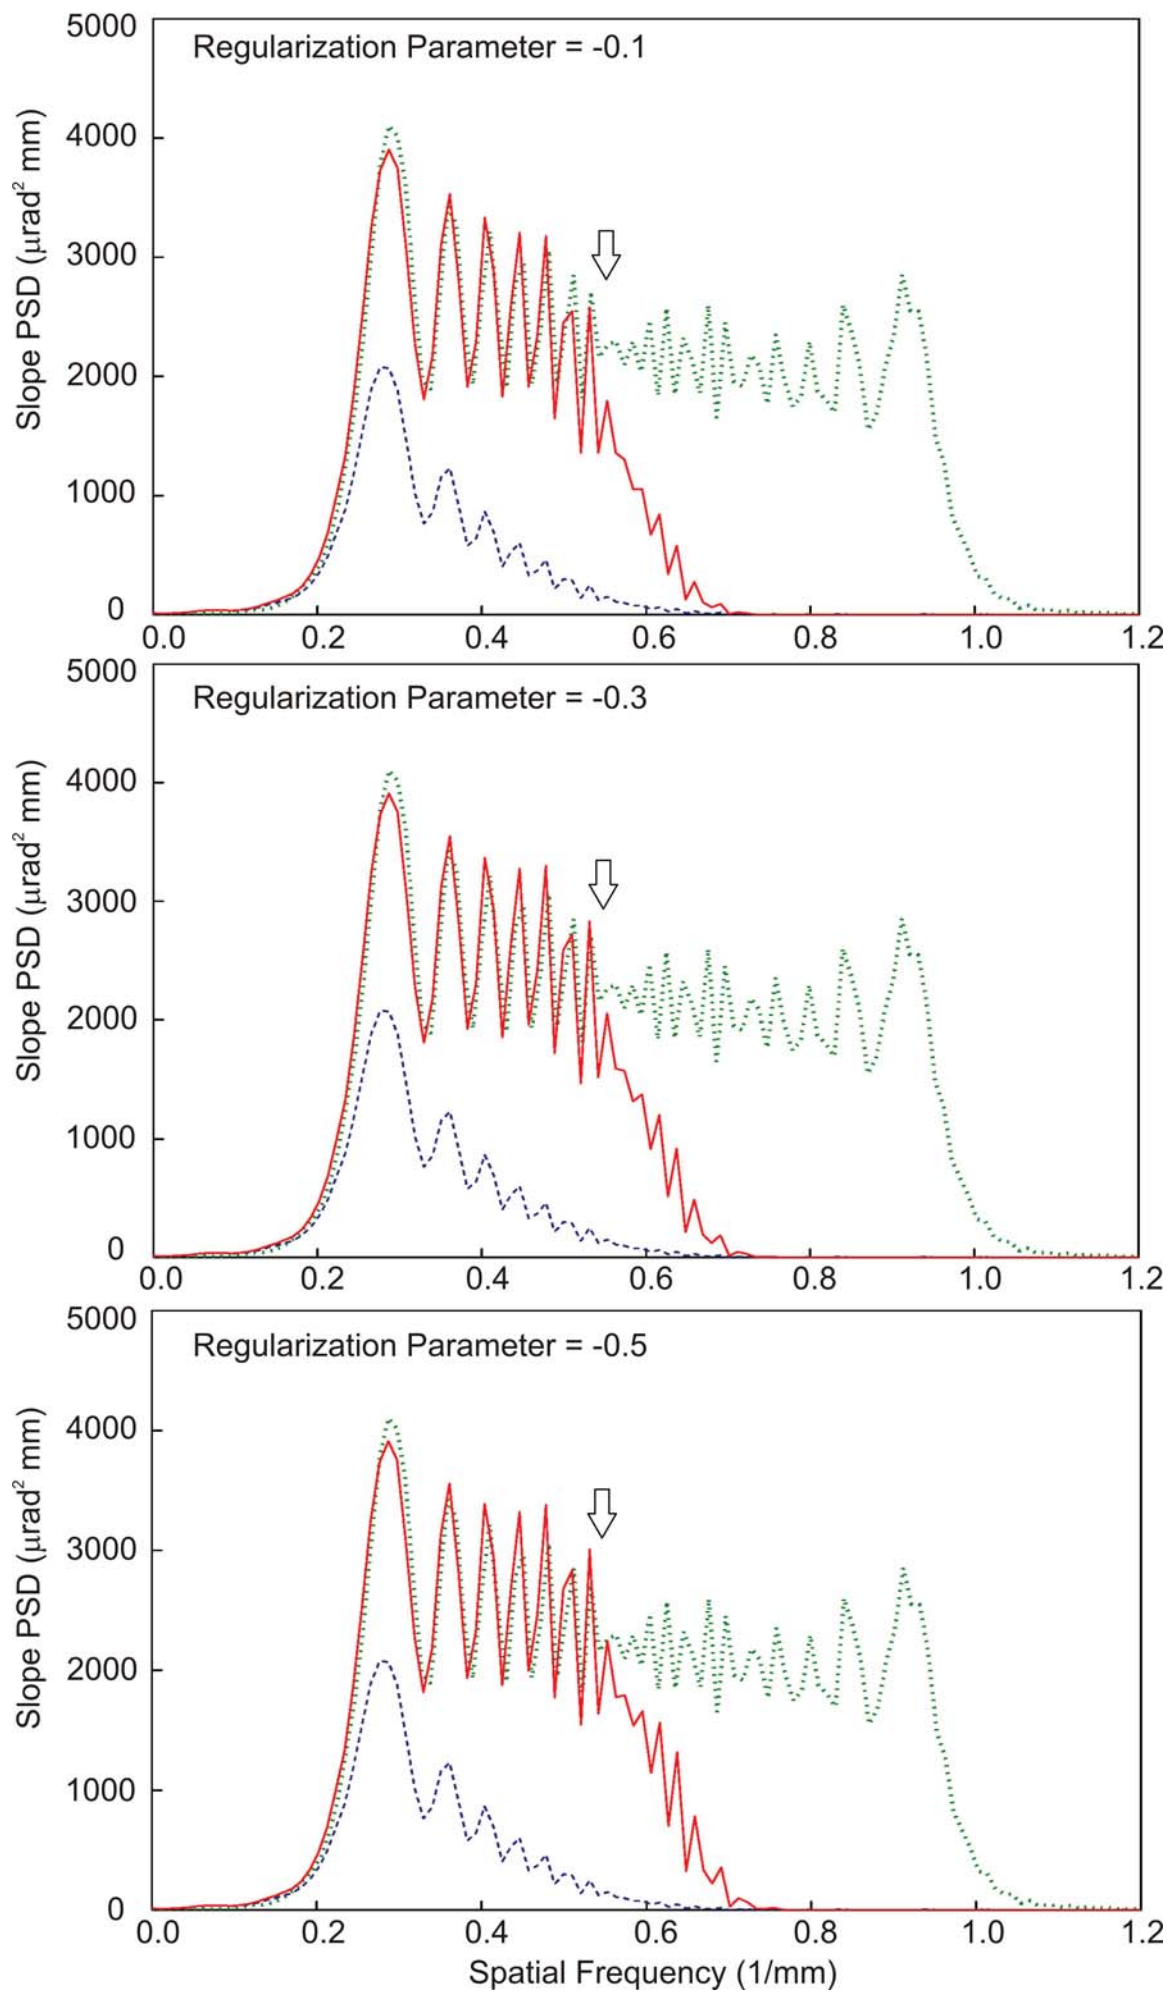 5000
Regularization Parameter = -0.1
4000
3000
2000
1000
0
Slope PSD (μrad² mm)
0.0 0.2 0.4 0.6 0.8 1.0 1.2
5000
Regularization Parameter = -0.3
4000
3000
2000
1000
0
Slope PSD (μrad² mm)
0.0 0.2 0.4 0.6 0.8 1.0 1.2
5000
Regularization Parameter = -0.5
4000
3000
2000
1000
0
Slope PSD (μrad² mm)
0.0 0.2 0.4 0.6 0.8 1.0 1.2
Spatial Frequency (1/mm)